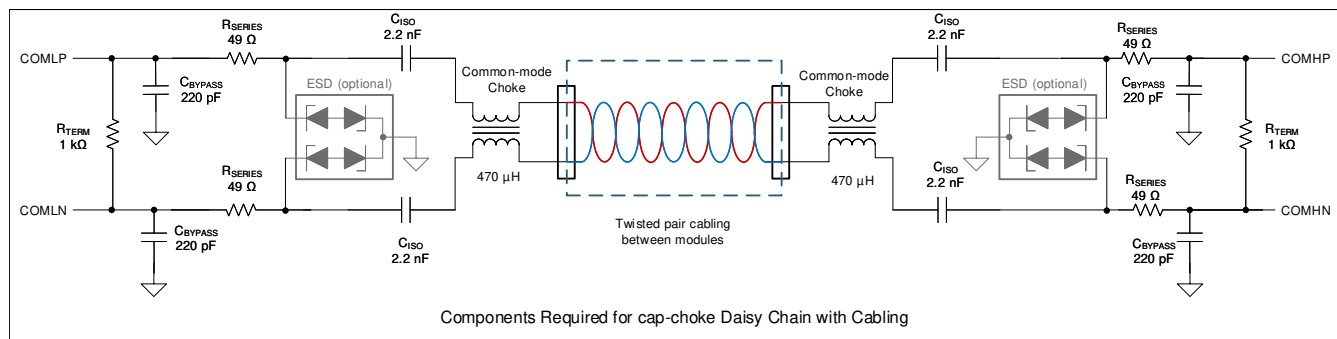 RSERIES
49 Ω
CISO
2.2 nF
COMLP
CBYPASS
220 pF
ESD (optional)
Common-mode
Choke
RTERM
1 kΩ
RSERIES
49 Ω
470 µH
COMLN
CBYPASS
220 pF
CISO
2.2 nF
Twisted pair cabling
between modules
CISO
2.2 nF
RSERIES
49 Ω
COMHP
Common-mode
Choke
ESD (optional)
CBYPASS
220 pF
RTERM
1 kΩ
470 µH
CISO
2.2 nF
RSERIES
49 Ω
COMHN
CBYPASS
220 pF
Components Required for cap-choke Daisy Chain with Cabling